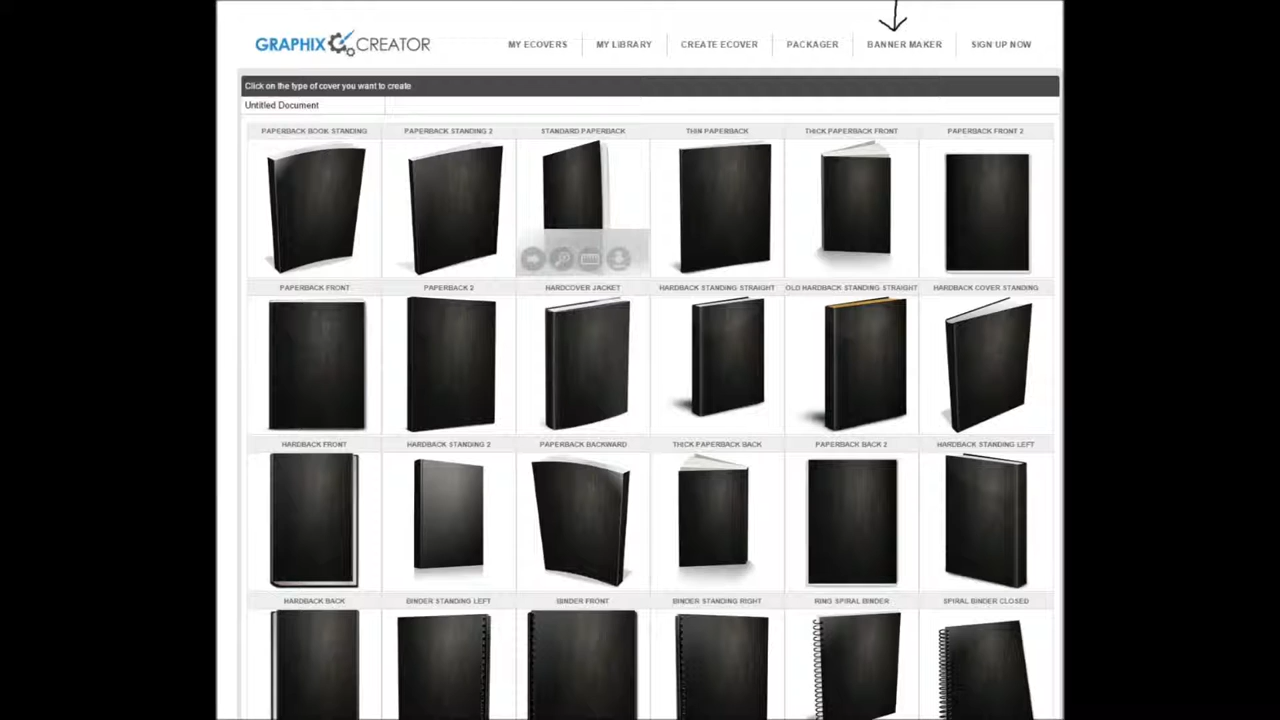 GRAPHIX CREATOR
MY ECOVERS MY LIBRARY CREATE ECOVER PACKAGER BANNER MAKER SIGN UP NOW
Click on the type of cover you want to create
Untitled Document
PAPERBACK BOOK STANDING PAPERBACK STANDING 2 STANDARD PAPERBACK THIN PAPERBACK THICK PAPERBACK FRONT PAPERBACK FRONT 2
PAPERBACK FRONT PAPERBACK 2 HARDCOVER JACKET HARDBACK STANDING STRAIGHT OLD HARDBACK STANDING STRAIGHT HARDBACK COVER STANDING
HARDBACK FRONT HARDBACK STANDING 2 PAPERBACK BACKWARD THICK PAPERBACK BACK PAPERBACK BACK 2 HARDBACK STANDING LEFT
HARDBACK BACK BINDER STANDING LEFT BINDER FRONT BINDER STANDING RIGHT RING SPIRAL BINDER SPIRAL BINDER CLOSED